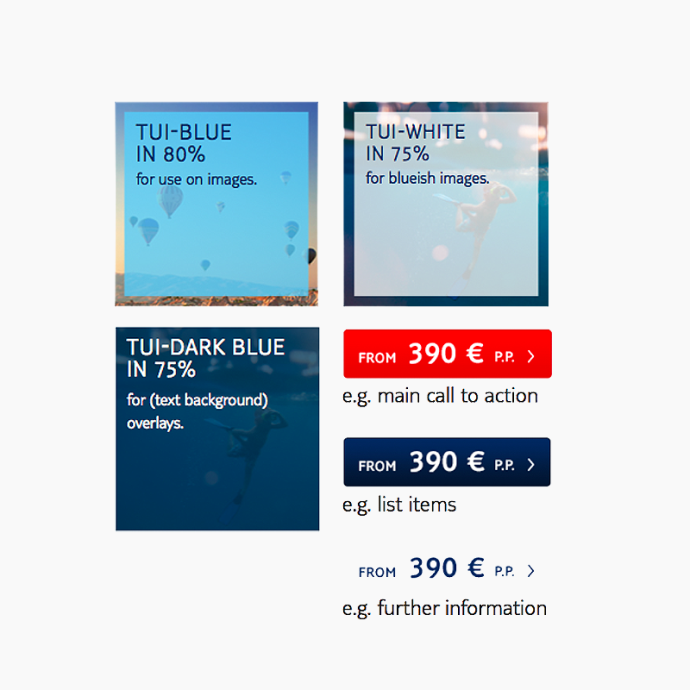 TUI-BLUE
IN 80%
for use on images.
TUI-WHITE
IN 75%
for blueish images.
TUI-DARK BLUE
IN 75%
for (text background)
overlays.
FROM 390 € P.P.
e.g. main call to action
FROM 390 € P.P.
e.g. list items
FROM 390 € P.P.
e.g. further information